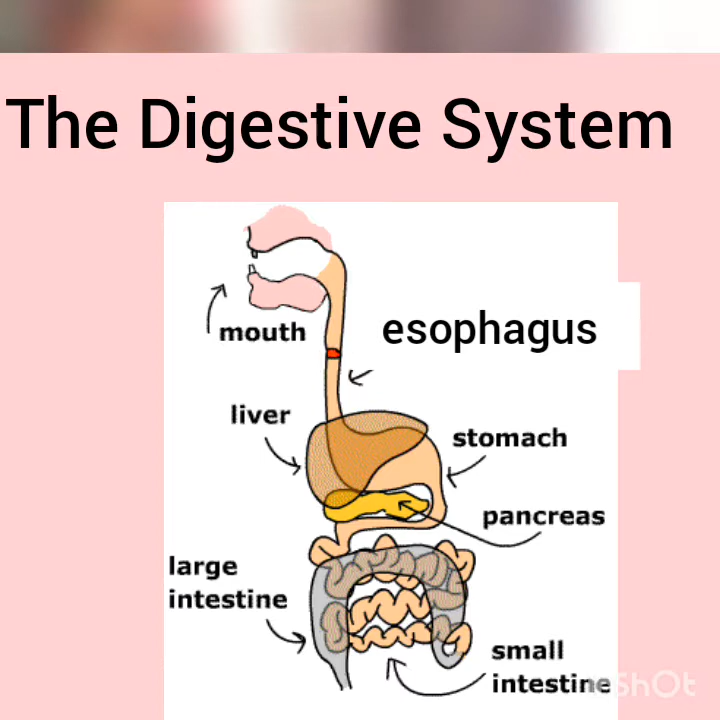 The Digestive System
mouth
esophagus
liver
stomach
pancreas
large
intestine
small
intestine